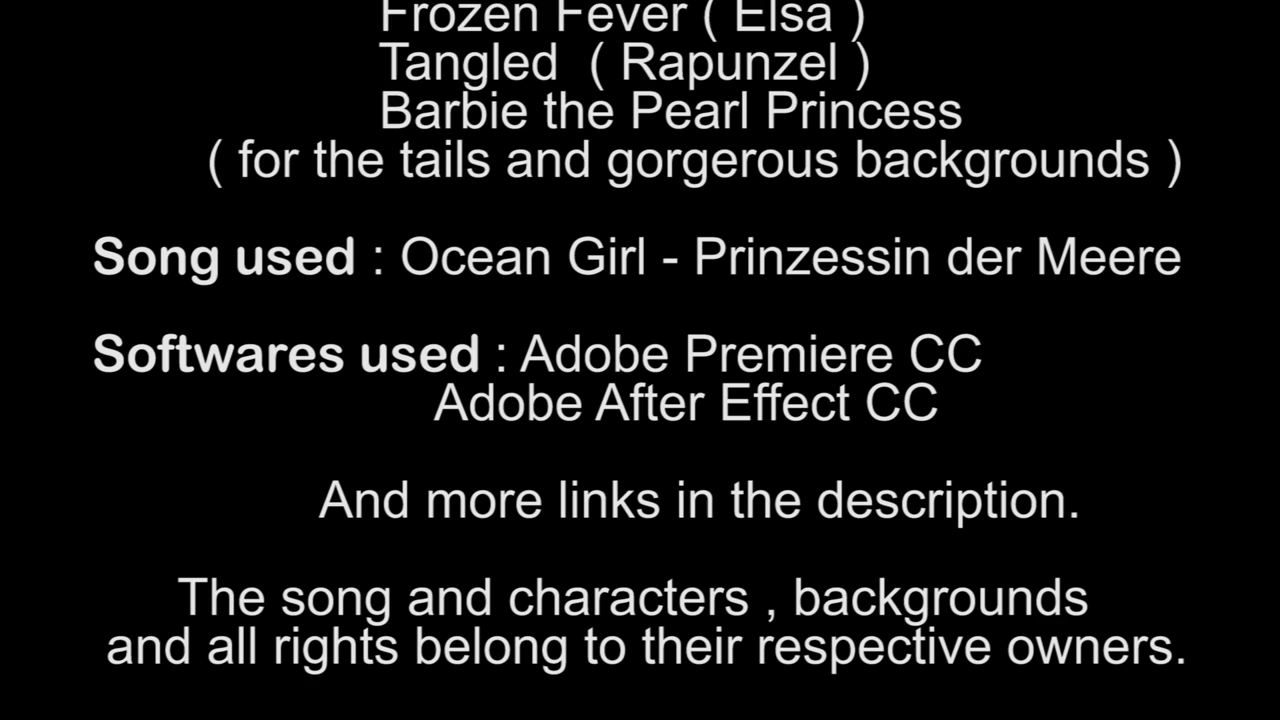 Frozen Fever ( Elsa )
Tangled ( Rapunzel )
Barbie the Pearl Princess
( for the tails and gorgerous backgrounds )
Song used : Ocean Girl - Prinzessin der Meere
Softwares used : Adobe Premiere CC
Adobe After Effect CC
And more links in the description.
The song and characters , backgrounds
and all rights belong to their respective owners.